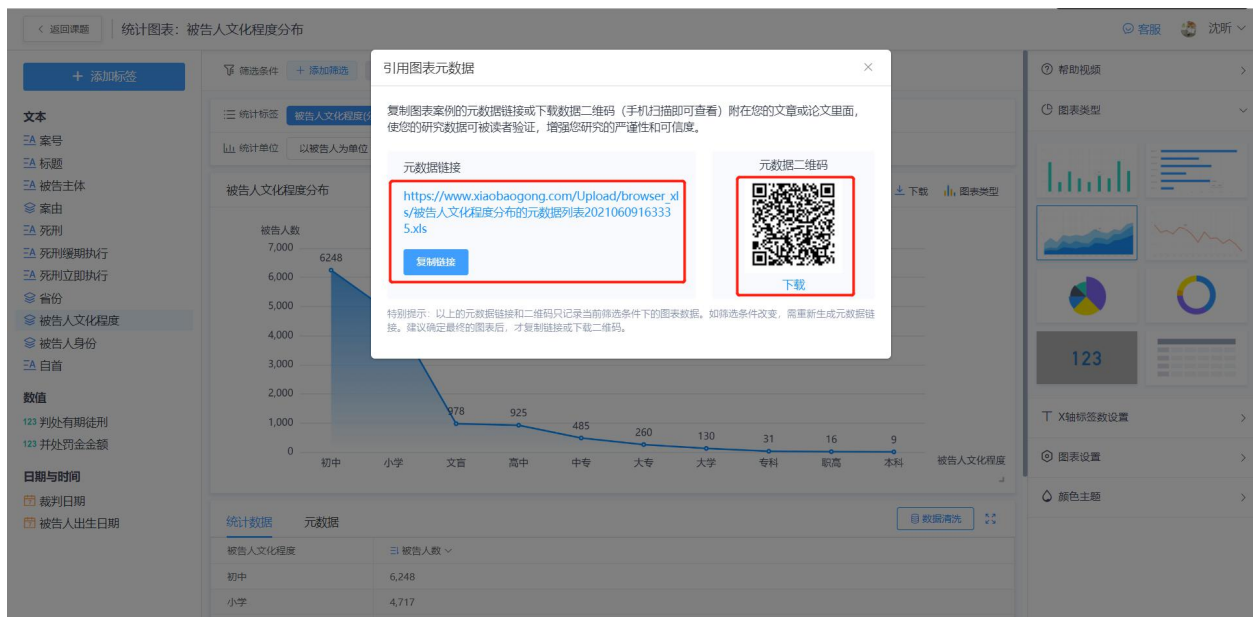 < 返回课题
统计图表：被告人文化程度分布
客服
沈昕
+ 添加标签
文本
案号
标题
被告主体
案由
死刑
死刑缓期执行
死刑立即执行
省份
被告人文化程度
被告人身份
自首
数值
123 判处有期徒刑
123 并处罚金金额
日期与时间
裁判日期
被告人出生日期
筛选条件 + 添加筛选
统计标签 被告人文化程度(分
统计单位 以被告人为单位
被告人文化程度分布
下载 图表类型
被告人数
7,000
6,000
5,000
4,000
3,000
2,000
1,000
0
6248
978
925
485
260
130
31
16
9
初中 小学 文盲 高中 中专 大专 大学 专科 职高 本科
被告人文化程度
统计数据 元数据
数据清洗
被告人文化程度 被告人数
初中 6,248
小学 4,717
引用图表元数据 ×
复制图表案例的元数据链接或下载数据二维码（手机扫描即可查看）附在您的文章或论文里面，
使您的研究数据可被读者验证，增强您研究的严谨性和可信度。
元数据链接
https://www.xiaobaogong.com/Upload/browser_xl
s/被告人文化程度分布的元数据列表2021060916333
5.xls
复制链接
元数据二维码
下载
特别提示：以上的元数据链接和二维码只记录当前筛选条件下的图表数据。如筛选条件改变，需重新生成元数据链
接。建议确定最终的图表后，才复制链接或下载二维码。
帮助视频
图表类型
123
X轴标签数设置
图表设置
颜色主题